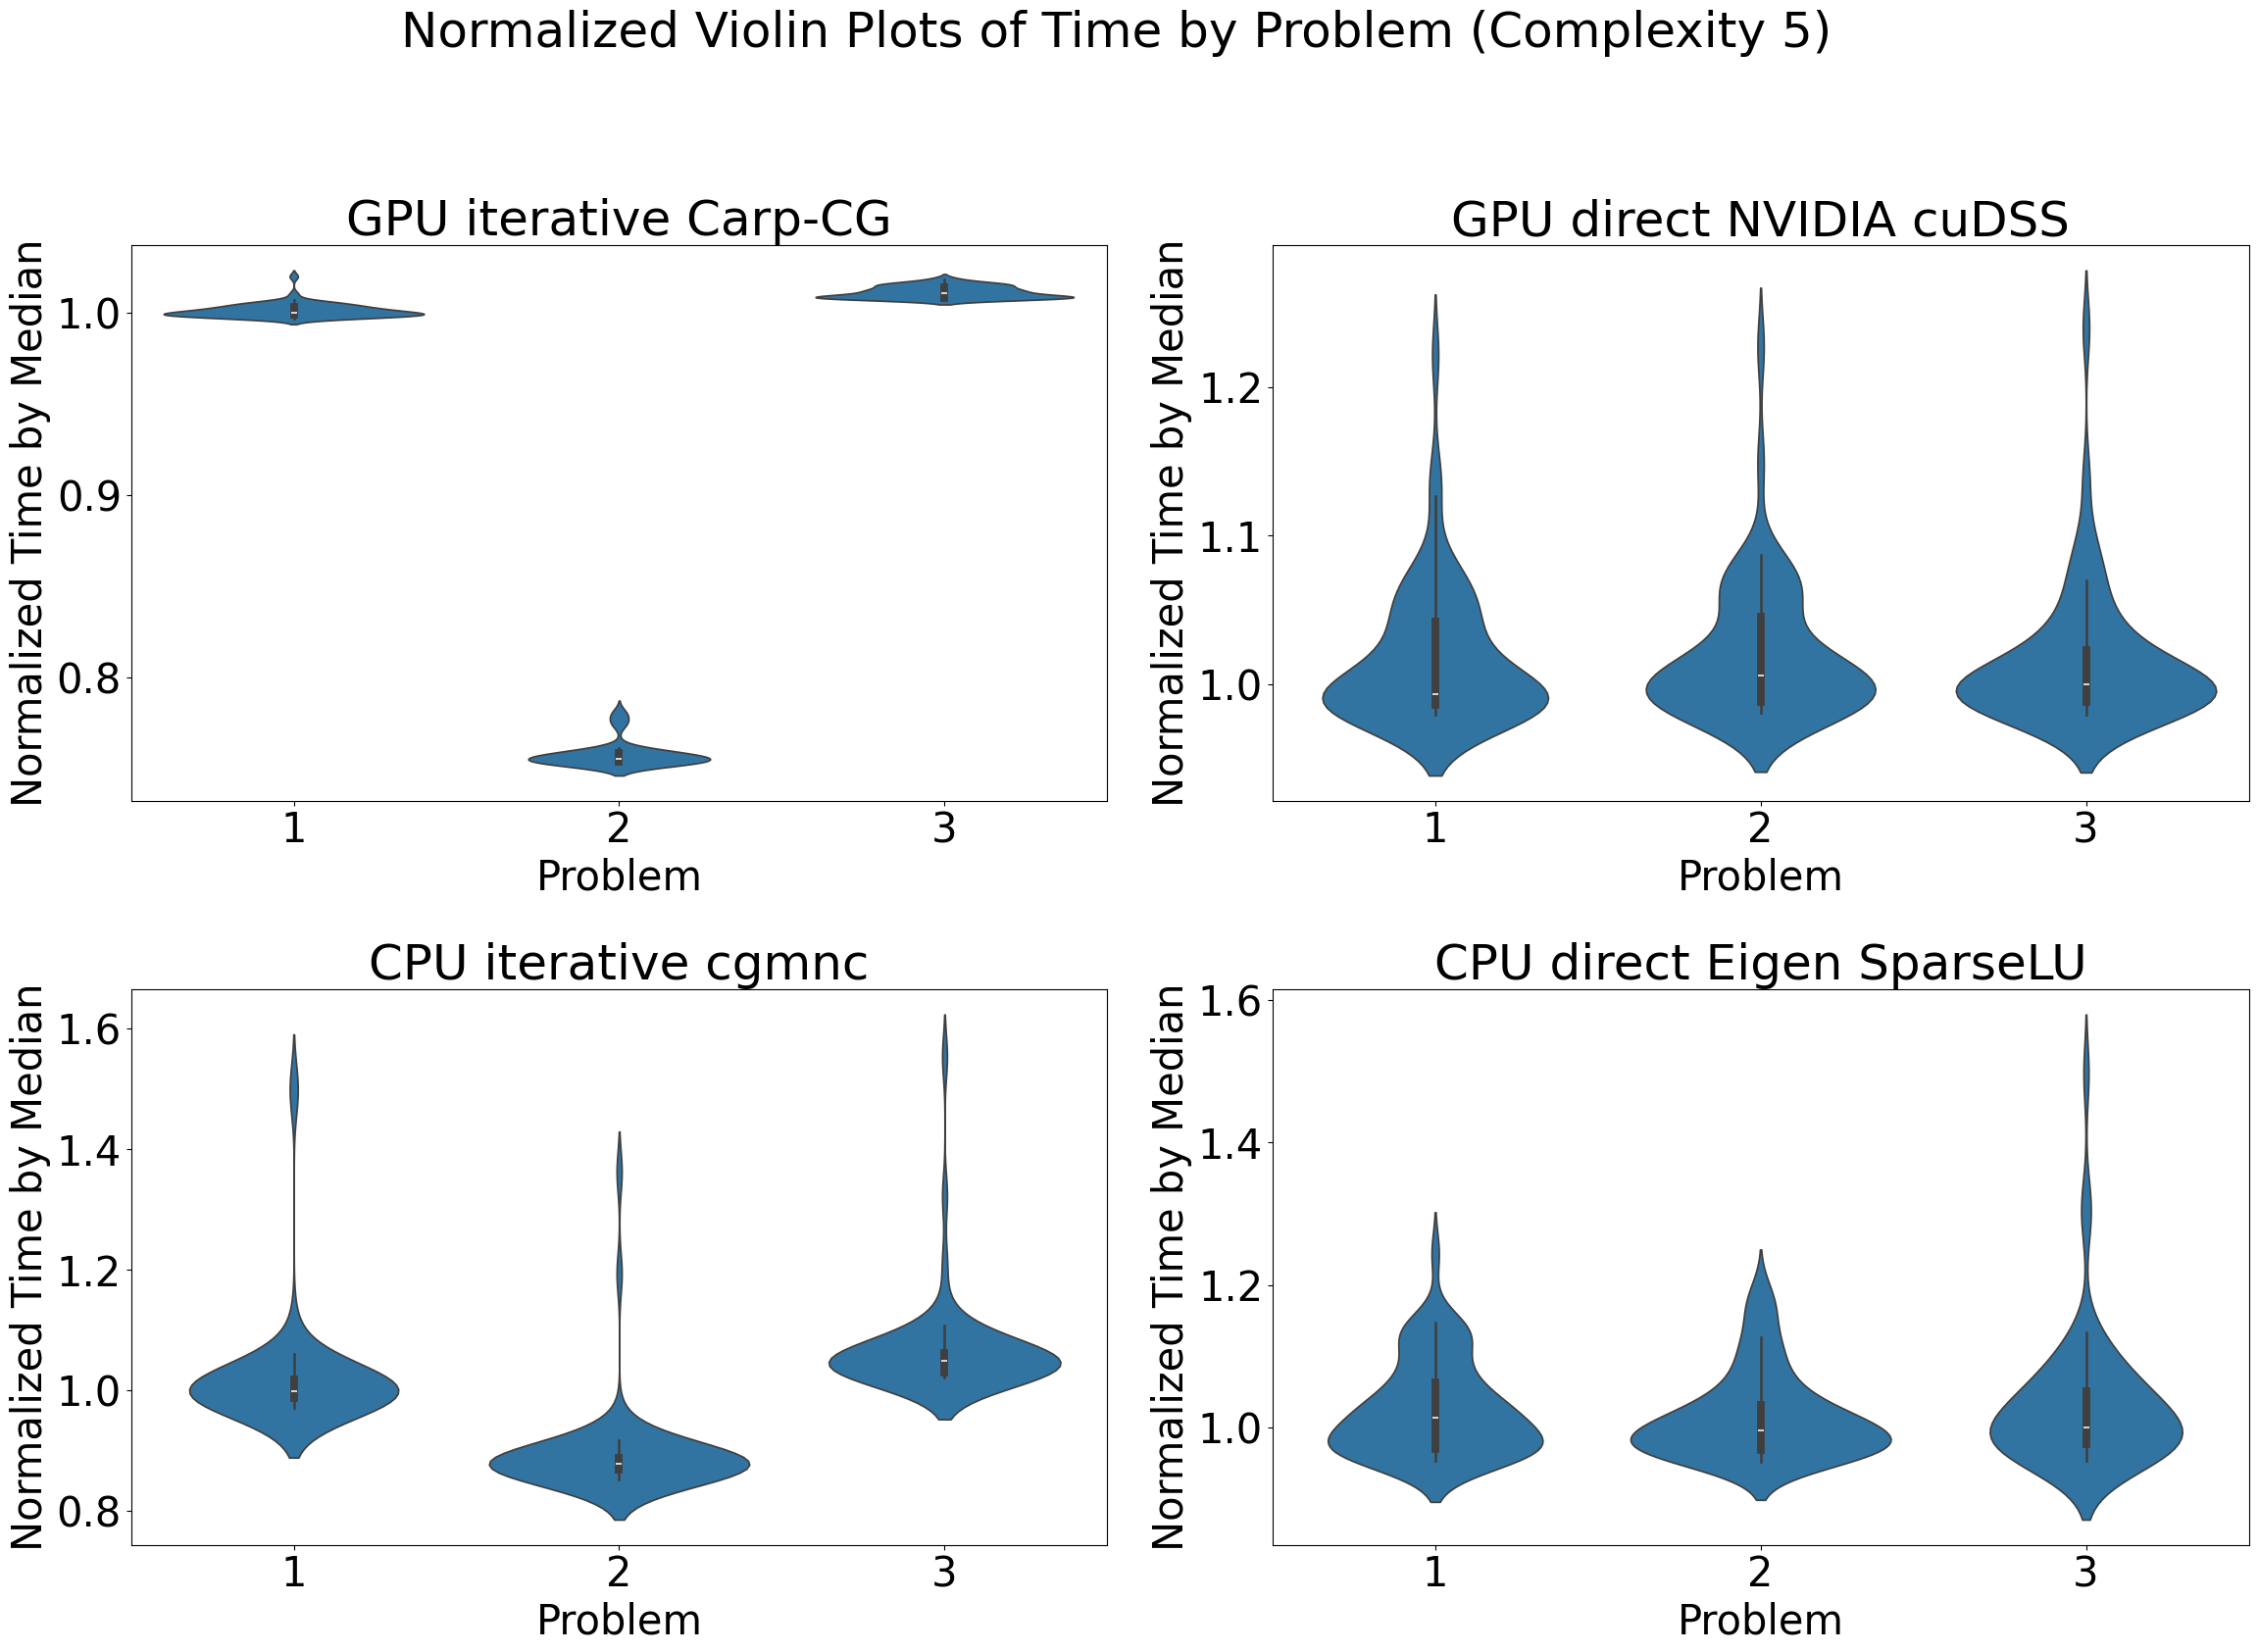 Normalized Violin Plots of Time by Problem (Complexity 5)
GPU iterative Carp-CG
Normalized Time by Median
1.0
0.9
0.8
1 2 3
Problem
GPU direct NVIDIA cuDSS
Normalized Time by Median
1.2
1.1
1.0
1 2 3
Problem
CPU iterative cgmnc
Normalized Time by Median
1.6
1.4
1.2
1.0
0.8
1 2 3
Problem
CPU direct Eigen SparseLU
Normalized Time by Median
1.6
1.4
1.2
1.0
1 2 3
Problem